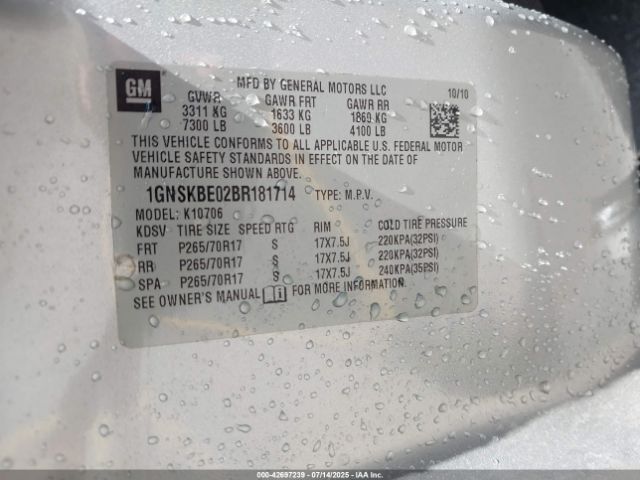 GM
MFD BY GENERAL MOTORS LLC 10/10
GVWR GAWR FRT GAWR RR
3311 KG 1633 KG 1860 KG
7300 LB 3600 LB 4100 LB
THIS VEHICLE CONFORMS TO ALL APPLICABLE U.S. FEDERAL MOTOR
VEHICLE SAFETY STANDARDS IN EFFECT ON THE DATE OF
MANUFACTURE SHOWN ABOVE.
1GNSKBE02BR181714 TYPE: M.P.V.
MODEL: K10706
KDSV TIRE SIZE SPEED RTG RIM COLD TIRE PRESSURE
FRT P265/70R17 S 17X7.5J 220KPA(32PSI)
RR P265/70R17 S 17X7.5J 220KPA(32PSI)
SPA P265/70R17 S 17X7.5J 240KPA(35PSI)
SEE OWNER'S MANUAL FOR MORE INFORMATION.
000-42697239 - 07/14/2025 - IAAI.COM